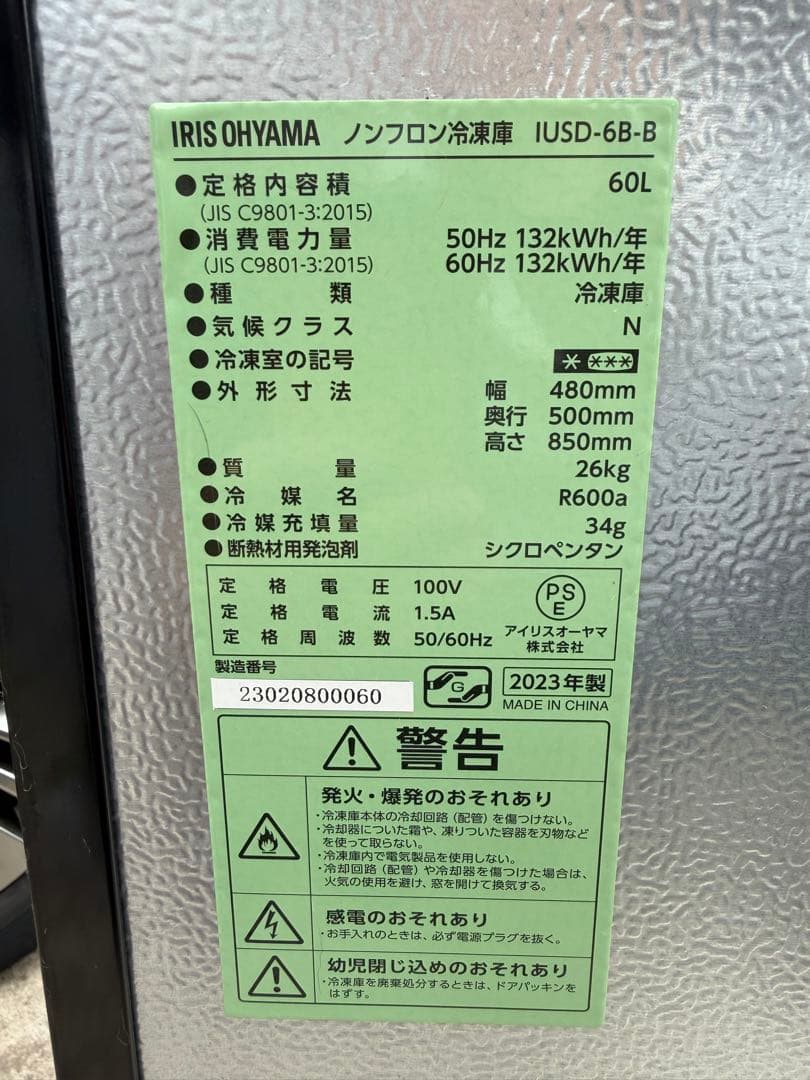 IRIS OHYAMA ノンフロン冷凍庫 IUSD-6B-B
●定格内容積 60L
(JIS C9801-3:2015)
●消費電力量 50Hz 132kWh/年
(JIS C9801-3:2015) 60Hz 132kWh/年
●種類 冷凍庫
●気候クラス N
●冷凍室の記号 * ***
●外形寸法 幅 480mm
奥行 500mm
高さ 850mm
●質量 26kg
●冷媒名 R600a
●冷媒充填量 34g
●断熱材用発泡剤 シクロペンタン
定格電圧 100V
定格電流 1.5A
定格周波数 50/60Hz
PS
E
アイリスオーヤマ
株式会社
製造番号
23020800060
G
2023年製
MADE IN CHINA
警告
発火・爆発のおそれあり
・冷凍庫本体の冷却回路（配管）を傷つけない。
・冷却器についた霜や、凍りついた容器を刃物など
を使って取らない。
・冷凍庫内で電気製品を使用しない。
・冷却回路（配管）や冷却器を傷つけた場合は、
火気の使用を避け、窓を開けて換気する。
感電のおそれあり
・お手入れのときは、必ず電源プラグを抜く。
幼児閉じ込めのおそれあり
・冷凍庫を廃棄処分するときは、ドアパッキンを
はずす。